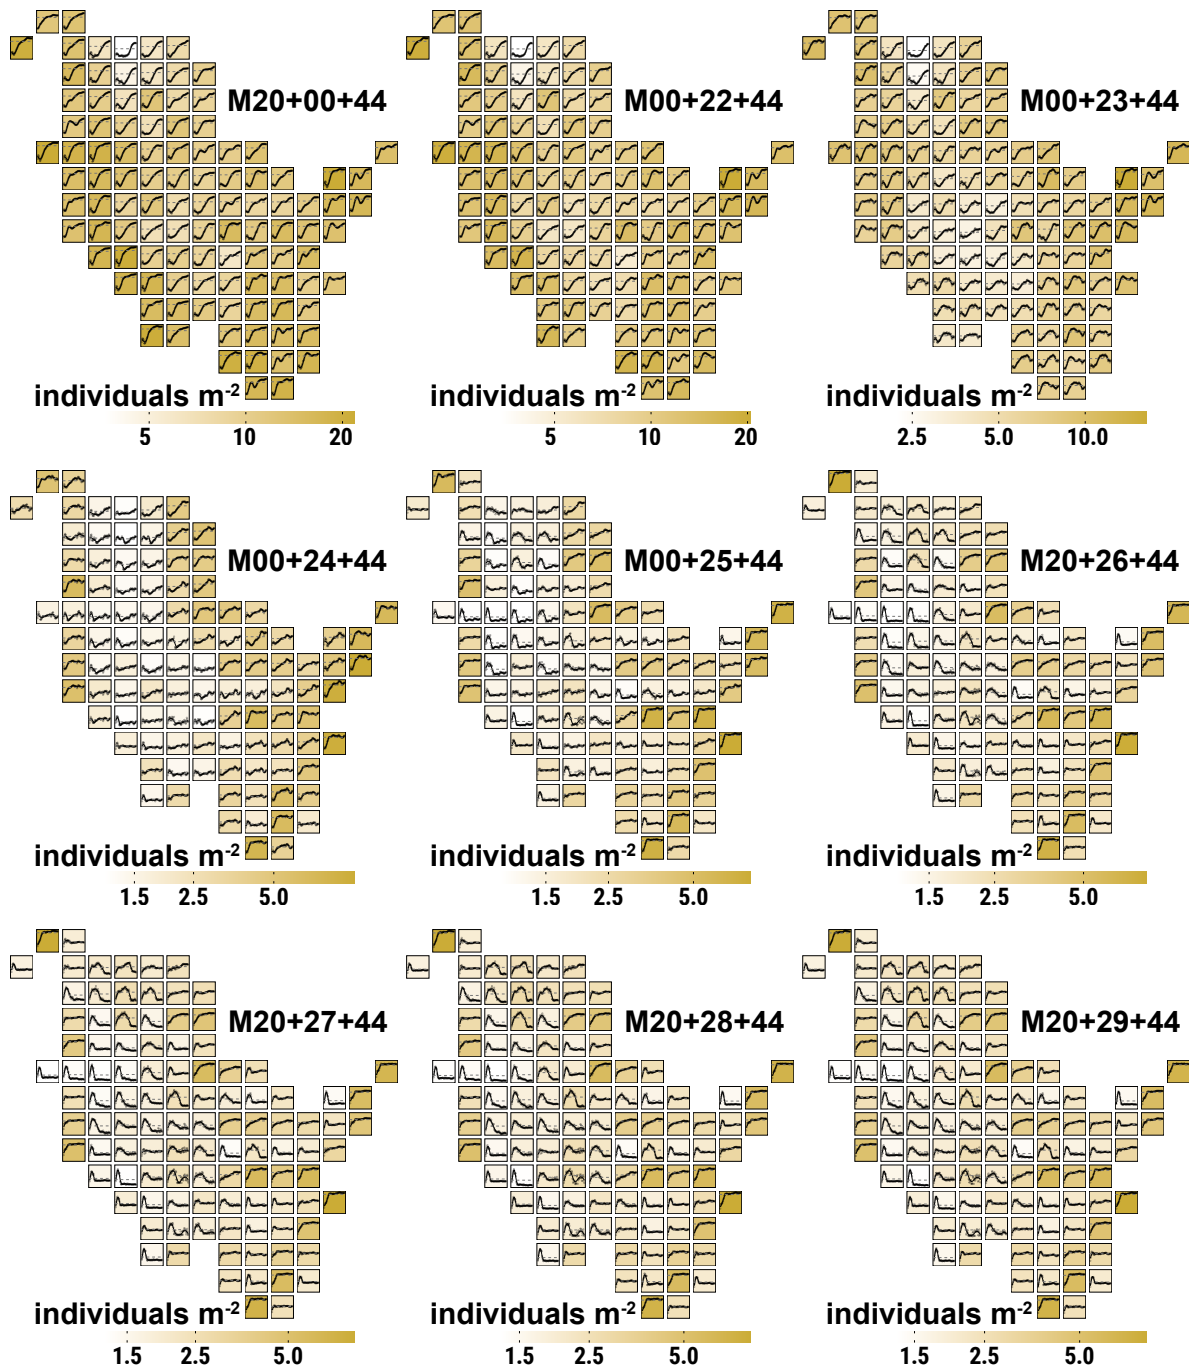 M20+00+44
M00+22+44
M00+23+44
individuals m-2
individuals m-2
individuals m-2
5 10 20
5 10 20
2.5 5.0 10.0
M00+24+44
M00+25+44
M20+26+44
individuals m-2
individuals m-2
individuals m-2
1.5 2.5 5.0
1.5 2.5 5.0
1.5 2.5 5.0
M20+27+44
M20+28+44
M20+29+44
individuals m-2
individuals m-2
individuals m-2
1.5 2.5 5.0
1.5 2.5 5.0
1.5 2.5 5.0